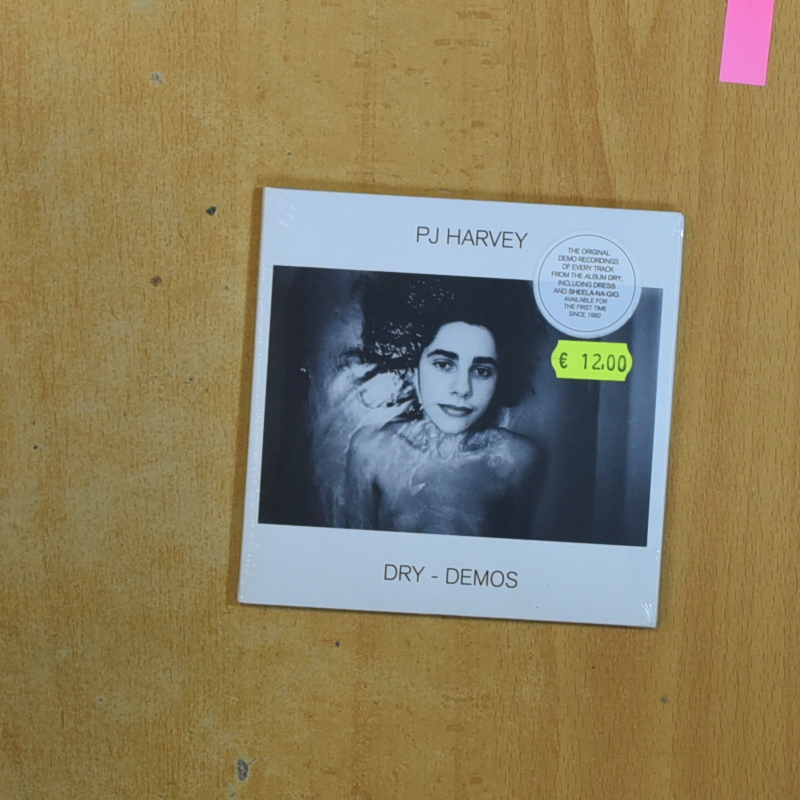 PJ HARVEY
THE ORIGINAL
DEMO RECORDINGS
OF EVERY TRACK
FROM THE ALBUM DRY,
INCLUDING DRESS
AND SHEELA-NA-GIG
AVAILABLE FOR
THE FIRST TIME
SINCE 1992
€ 12.00
DRY - DEMOS